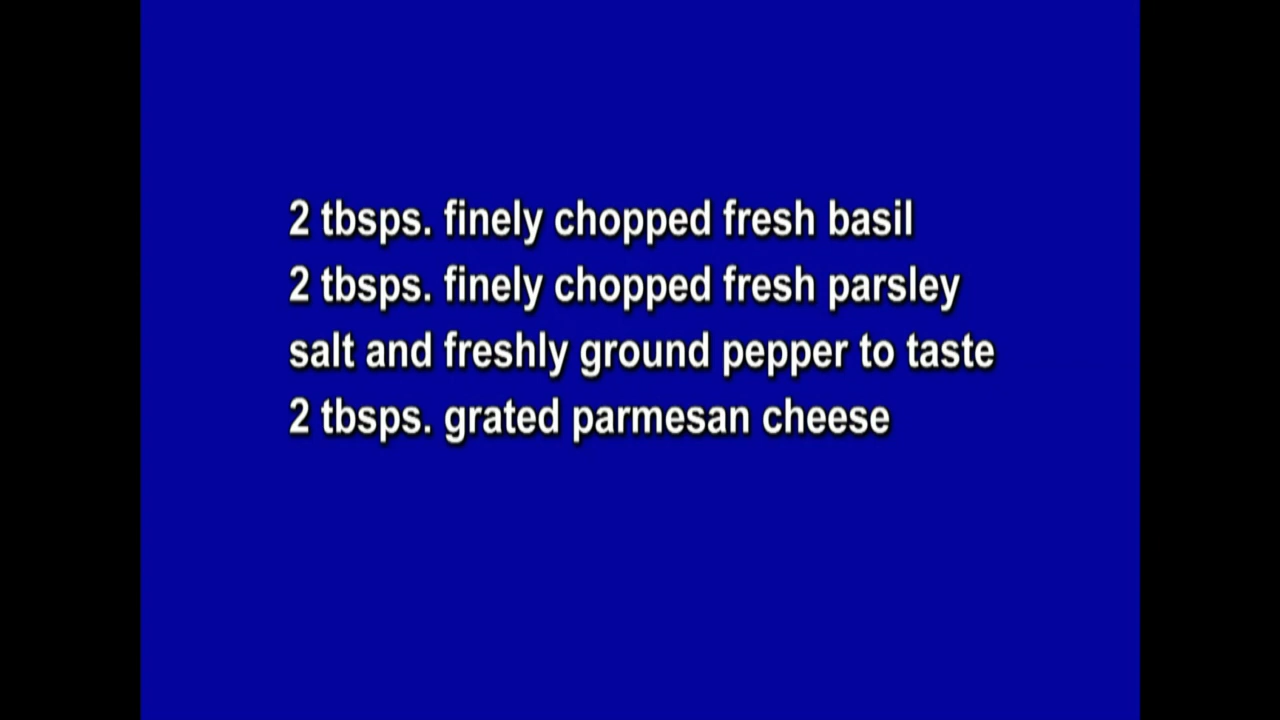 2 tbsps. finely chopped fresh basil
2 tbsps. finely chopped fresh parsley
salt and freshly ground pepper to taste
2 tbsps. grated parmesan cheese